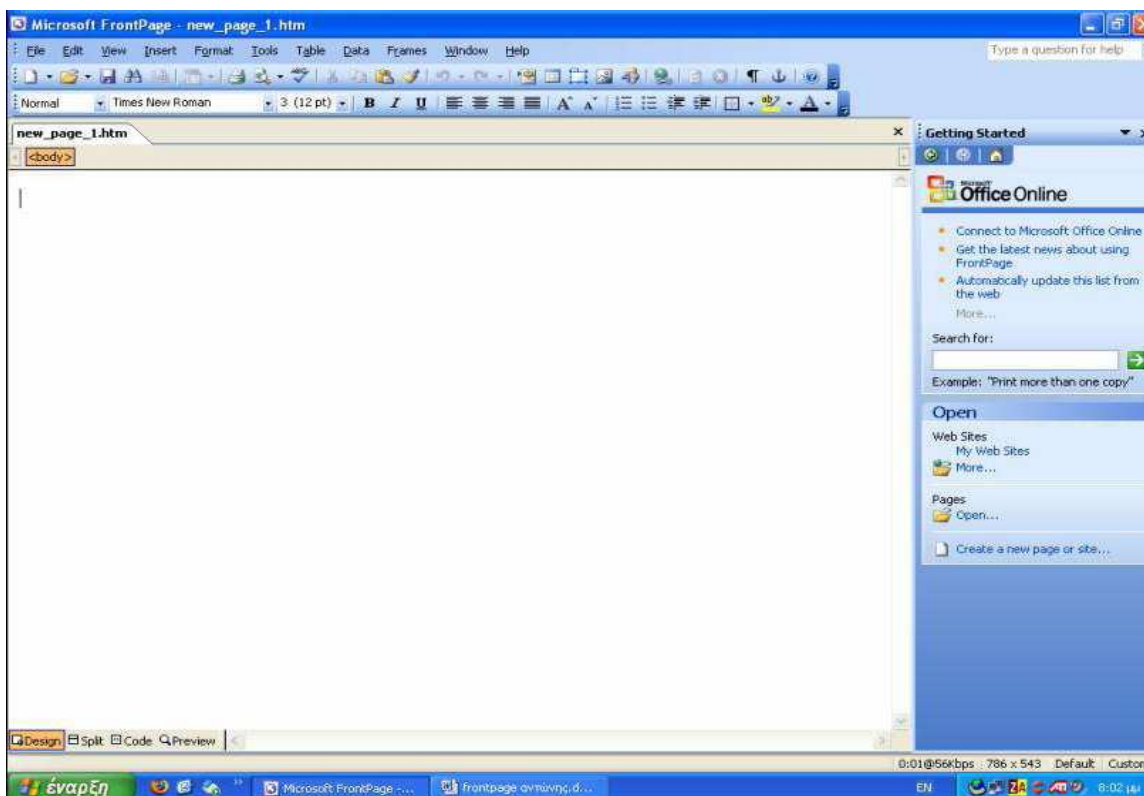 Microsoft FrontPage - new_page_1.htm
File Edit View Insert Format Tools Table Data Frames Window Help
Type a question for help
Normal Times New Roman 3 (12 pt) B I U A A A
new_page_1.htm
Getting Started
<body>
Microsoft
Office Online
Connect to Microsoft Office Online
Get the latest news about using
FrontPage
Automatically update this list from
the web
More...
Search for:
Example: "Print more than one copy"
Open
Web Sites
My Web Sites
More...
Pages
Open...
Create a new page or site...
Design Split Code Preview
0:01@56Kbps 786 x 543 Default Custom
έναρξη
Microsoft FrontPage -...
frontpage αντώνης.d...
EN
8:02 μμ